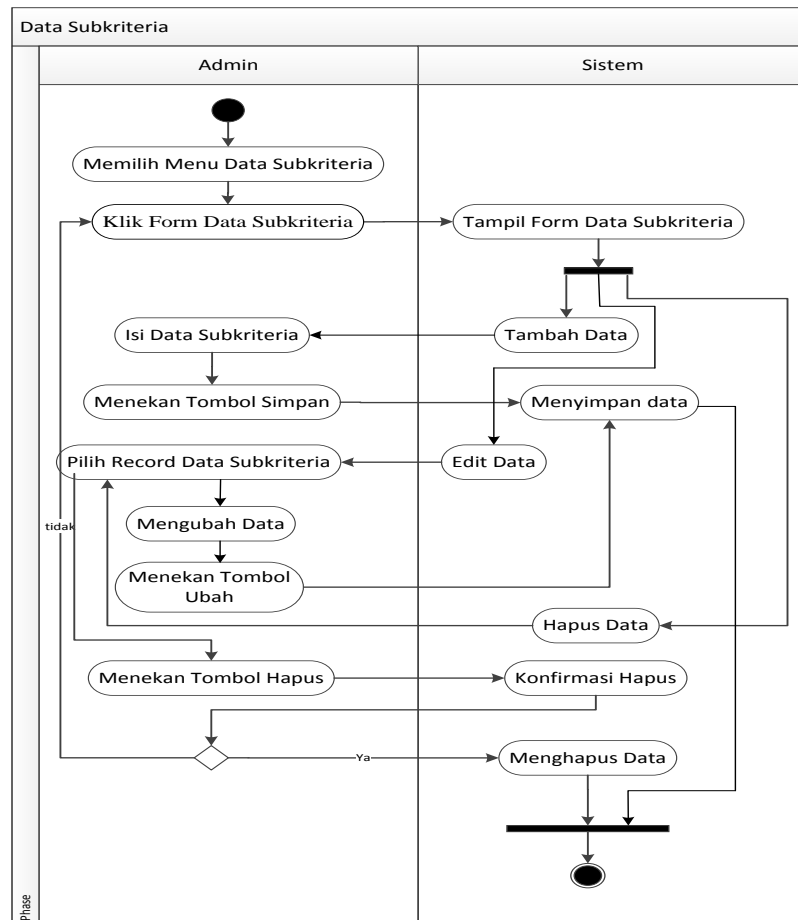 Data Subkriteria
Admin
Sistem
Memilih Menu Data Subkriteria
Klik Form Data Subkriteria
Tampil Form Data Subkriteria
Isi Data Subkriteria
Tambah Data
Menekan Tombol Simpan
Menyimpan data
Pilih Record Data Subkriteria
Edit Data
tidak
Mengubah Data
Menekan Tombol
Ubah
Hapus Data
Menekan Tombol Hapus
Konfirmasi Hapus
Ya
Menghapus Data
Phase